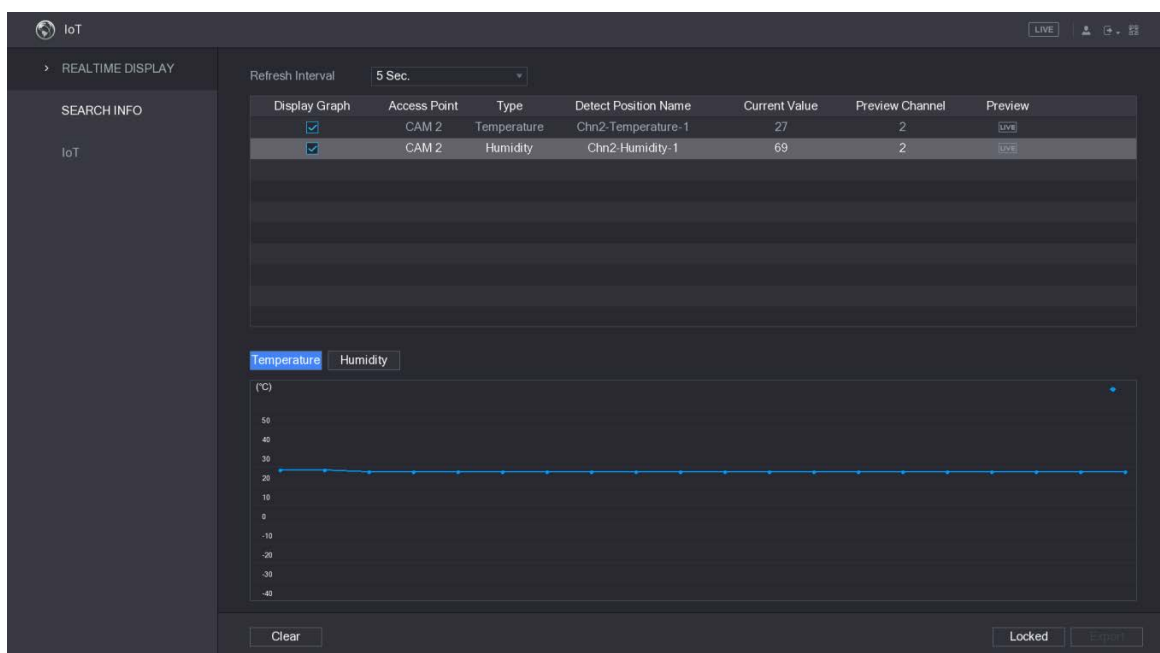 IoT LIVE
REALTIME DISPLAY
SEARCH INFO
IoT
Refresh Interval 5 Sec.
Display Graph Access Point Type Detect Position Name Current Value Preview Channel Preview
CAM 2 Temperature Chn2-Temperature-1 27 2 LIVE
CAM 2 Humidity Chn2-Humidity-1 69 2 LIVE
Temperature Humidity
(°C)
50
40
30
20
10
0
-10
-20
-30
-40
Clear Locked Export